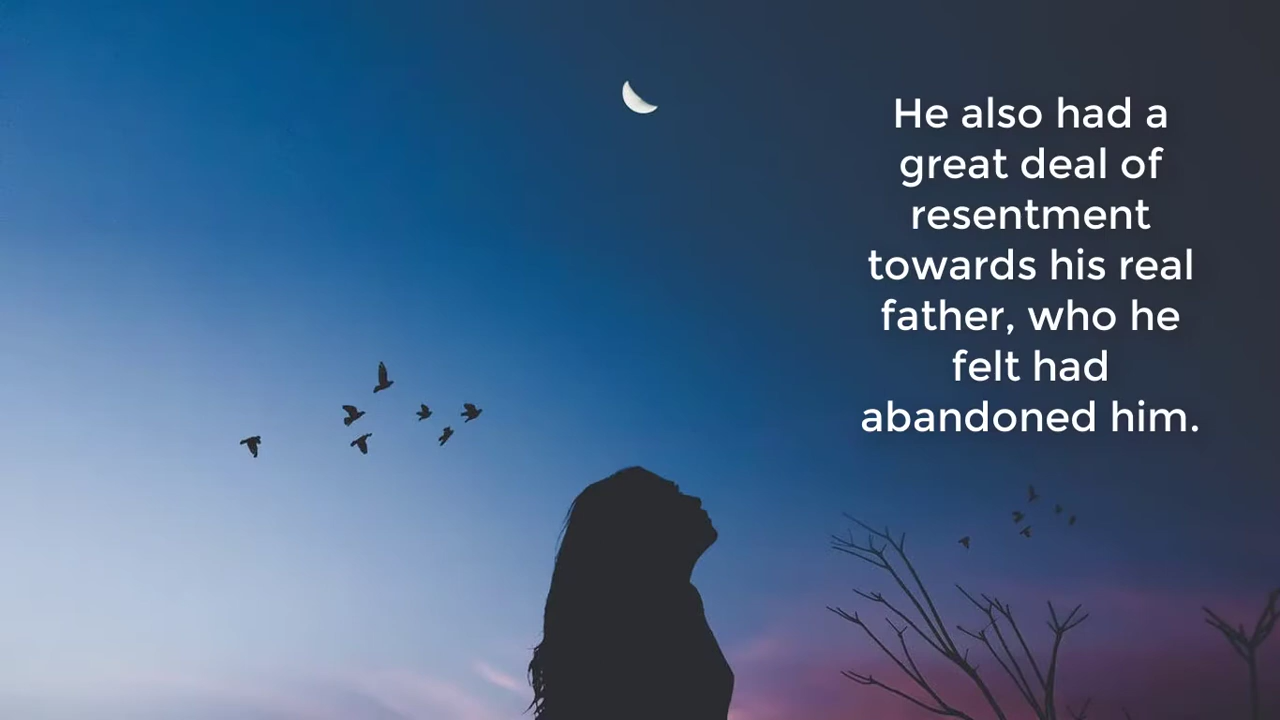 He also had a
great deal of
resentment
towards his real
father, who he
felt had
abandoned him.